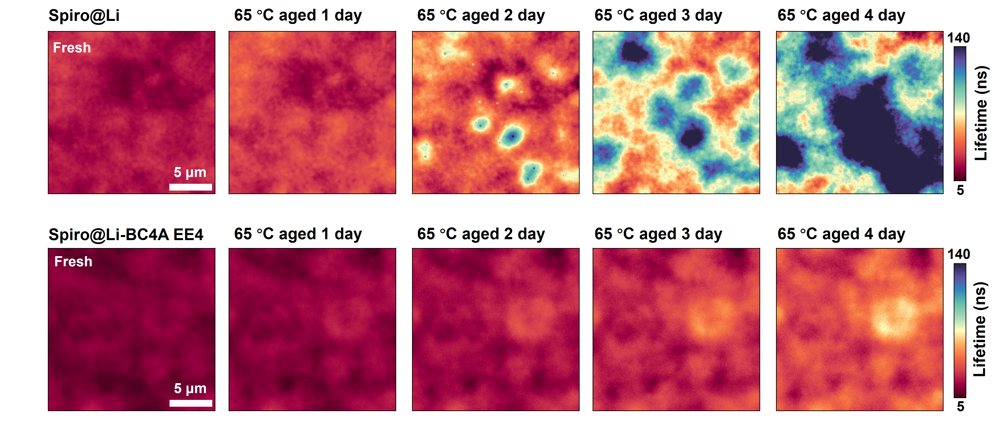 Spiro@Li
65 °C aged 1 day
65 °C aged 2 day
65 °C aged 3 day
65 °C aged 4 day
Fresh
5 µm
140
Lifetime (ns)
5
Spiro@Li-BC4A EE4
65 °C aged 1 day
65 °C aged 2 day
65 °C aged 3 day
65 °C aged 4 day
Fresh
5 µm
140
Lifetime (ns)
5